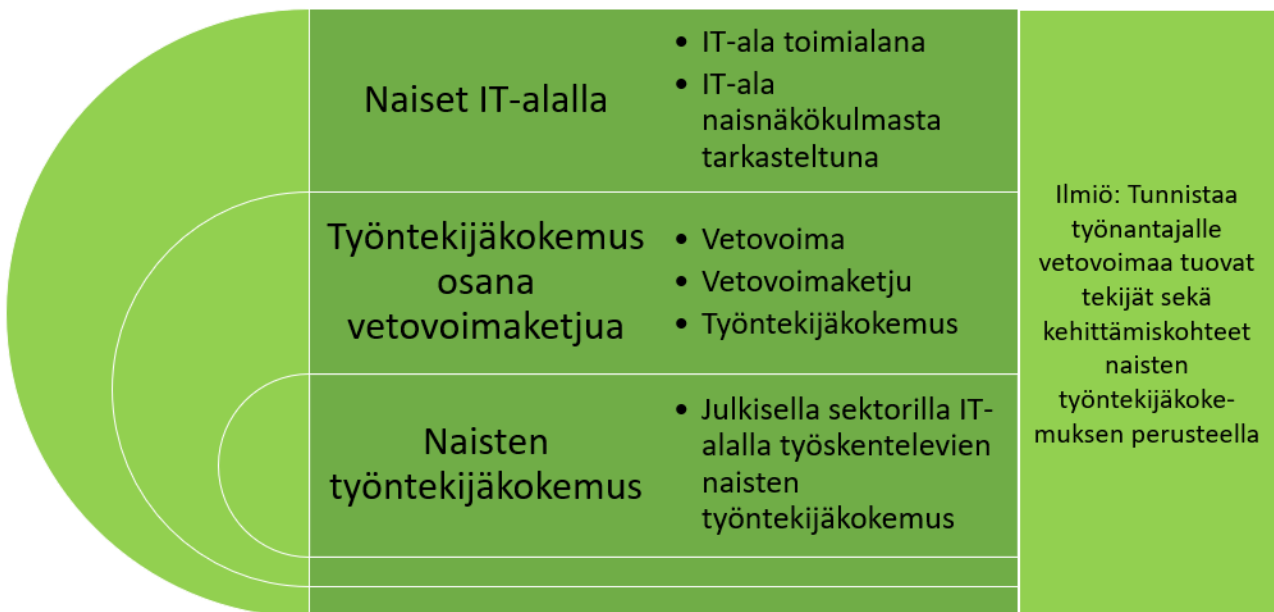 Naiset IT-alalla
• IT-ala toimialana
• IT-ala
naisnäkökulmasta
tarkasteltuna
Työntekijäkokemus
osana
vetovoimaketjua
• Vetovoima
• Vetovoimaketju
• Työntekijäkokemus
Naisten
työntekijäkokemus
• Julkisella sektorilla IT-
alalla työskentelevien
naisten
työntekijäkokemus
Ilmiö: Tunnistaa
työnantajalle
vetovoimaa tuovat
tekijät sekä
kehittämiskohteet
naisten
työntekijäkoke-
muksen perusteella